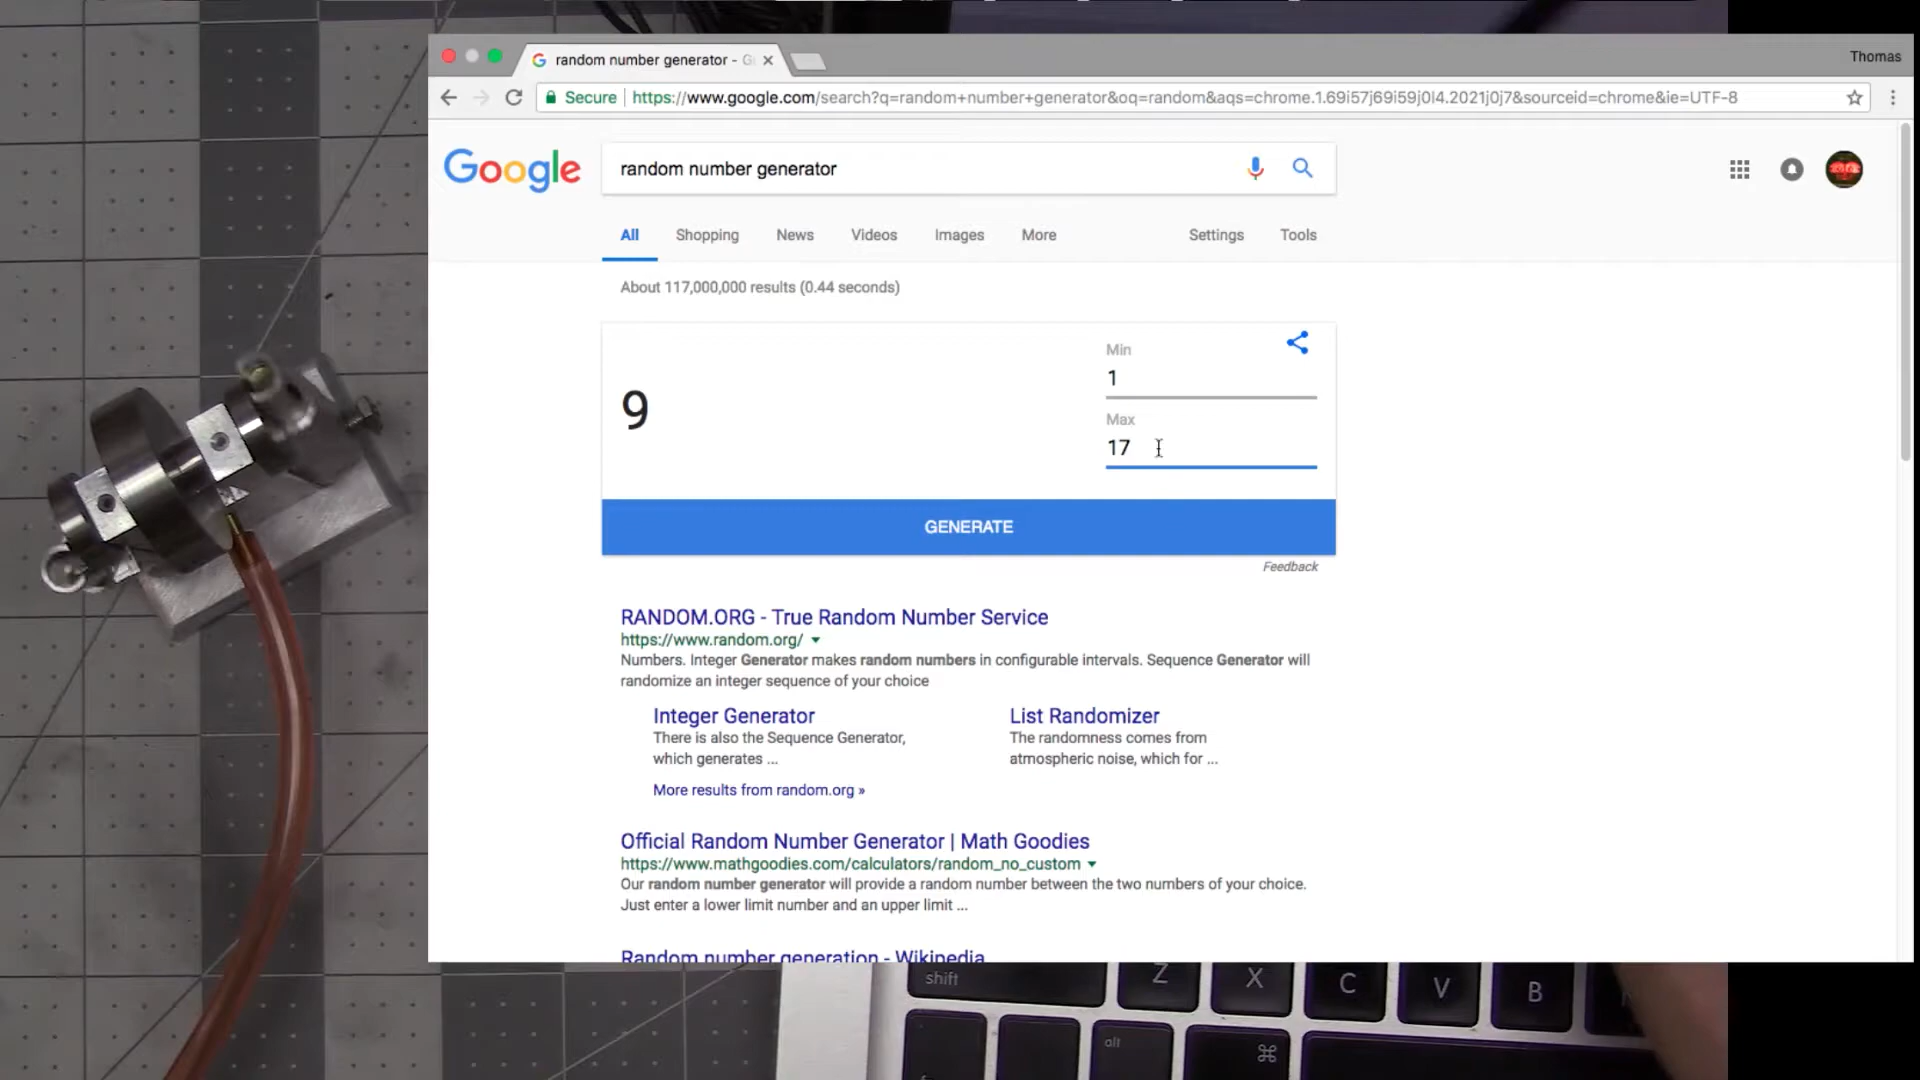 random number generator - G
Thomas
Secure | https://www.google.com/search?q=random+number+generator&oq=random&aqs=chrome.1.69i57j69i59j0l4.2021j0j7&sourceid=chrome&ie=UTF-8
Google
random number generator
All Shopping News Videos Images More Settings Tools
About 117,000,000 results (0.44 seconds)
Min
1
9
Max
17
GENERATE
Feedback
RANDOM.ORG - True Random Number Service
https://www.random.org/
Numbers. Integer Generator makes random numbers in configurable intervals. Sequence Generator will
randomize an integer sequence of your choice
Integer Generator
There is also the Sequence Generator,
which generates ...
List Randomizer
The randomness comes from
atmospheric noise, which for ...
More results from random.org »
Official Random Number Generator | Math Goodies
https://www.mathgoodies.com/calculators/random_no_custom
Our random number generator will provide a random number between the two numbers of your choice.
Just enter a lower limit number and an upper limit ...
Random number generation - Wikipedia
shift Z X C V B
alt ⌘